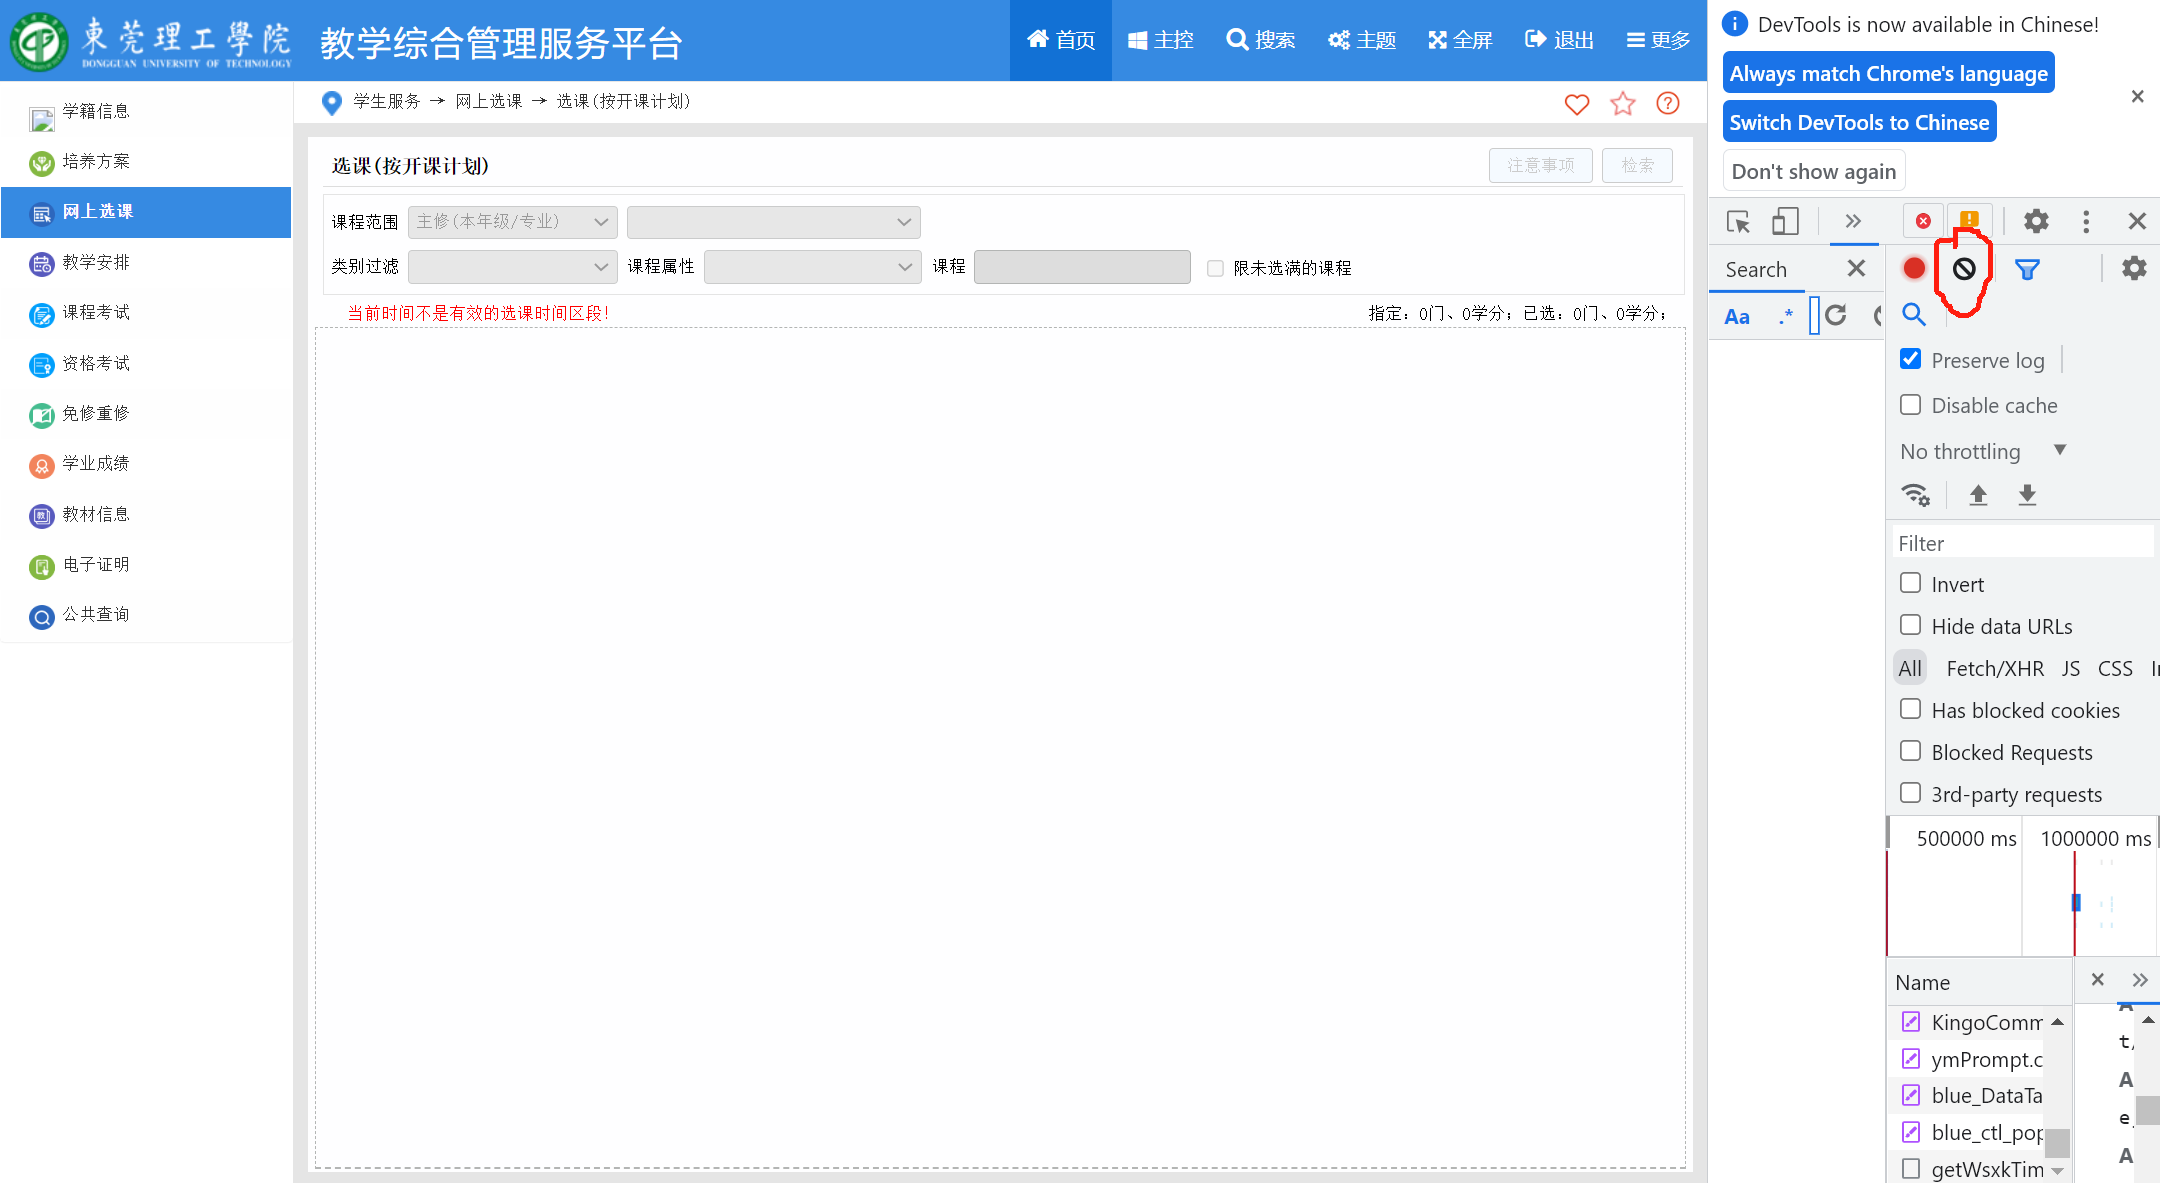 東莞理工學院
DONGGUAN UNIVERSITY OF TECHNOLOGY
教学综合管理服务平台
首页
主控
搜索
主题
全屏
退出
更多
学籍信息
培养方案
网上选课
教学安排
课程考试
资格考试
免修重修
学业成绩
教材信息
电子证明
公共查询
学生服务 → 网上选课 → 选课(按开课计划)
选课(按开课计划)
注意事项
检索
课程范围 主修(本年级/专业)
类别过滤 课程属性 课程 限未选满的课程
当前时间不是有效的选课时间区段!
指定: 0门、0学分; 已选: 0门、0学分;
DevTools is now available in Chinese!
Always match Chrome's language
Switch DevTools to Chinese
Don't show again
Search
Aa .*
Preserve log
Disable cache
No throttling
Filter
Invert
Hide data URLs
All Fetch/XHR JS CSS
Has blocked cookies
Blocked Requests
3rd-party requests
500000 ms 1000000 ms
Name
KingoComm
ymPrompt.c
blue_DataTa
blue_ctl_pop
getWsxkTim